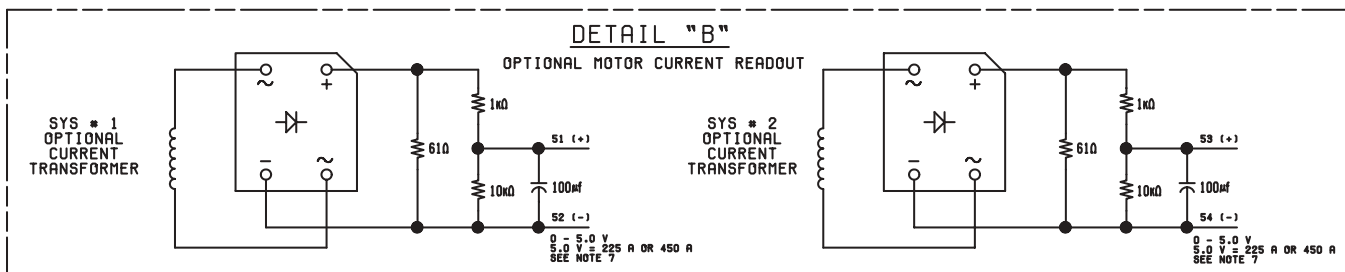 DETAIL "B"
OPTIONAL MOTOR CURRENT READOUT
SYS # 1
OPTIONAL
CURRENT
TRANSFORMER
~
+
−
~
61Ω
1KΩ
10KΩ
100µf
51 (+)
52 (-)
0 - 5.0 V
5.0 V = 225 A OR 450 A
SEE NOTE 7
SYS # 2
OPTIONAL
CURRENT
TRANSFORMER
~
+
−
~
61Ω
1KΩ
10KΩ
100µf
53 (+)
54 (-)
0 - 5.0 V
5.0 V = 225 A OR 450 A
SEE NOTE 7